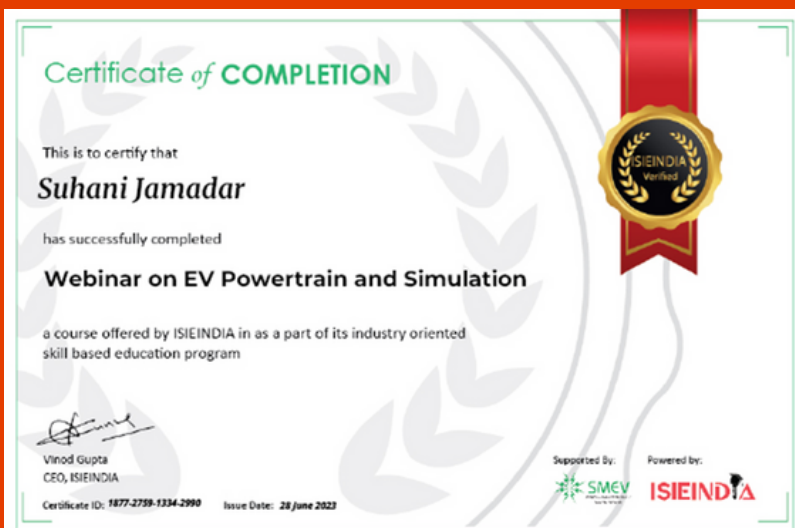 Certificate of COMPLETION
This is to certify that
Suhani Jamadar
has successfully completed
Webinar on EV Powertrain and Simulation
a course offered by ISIEINDIA in as a part of its industry oriented
skill based education program
Vinod Gupta
CEO, ISIEINDIA
Certificate ID: 1877-2759-1334-2990 Issue Date: 28 June 2023
ISIEINDIA
Verified
Supported By: Powered by:
SMEV ISIEINDIA